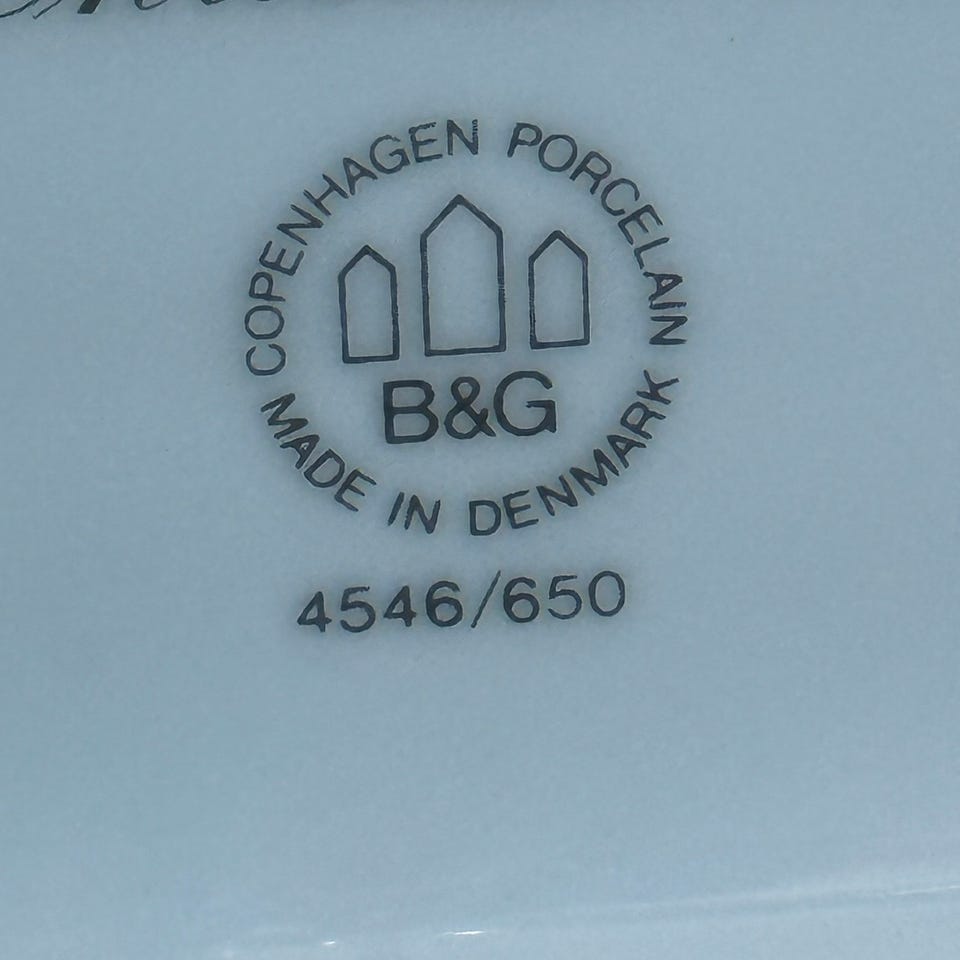 COPENHAGEN PORCELAIN
B&G
MADE IN DENMARK
4546/650